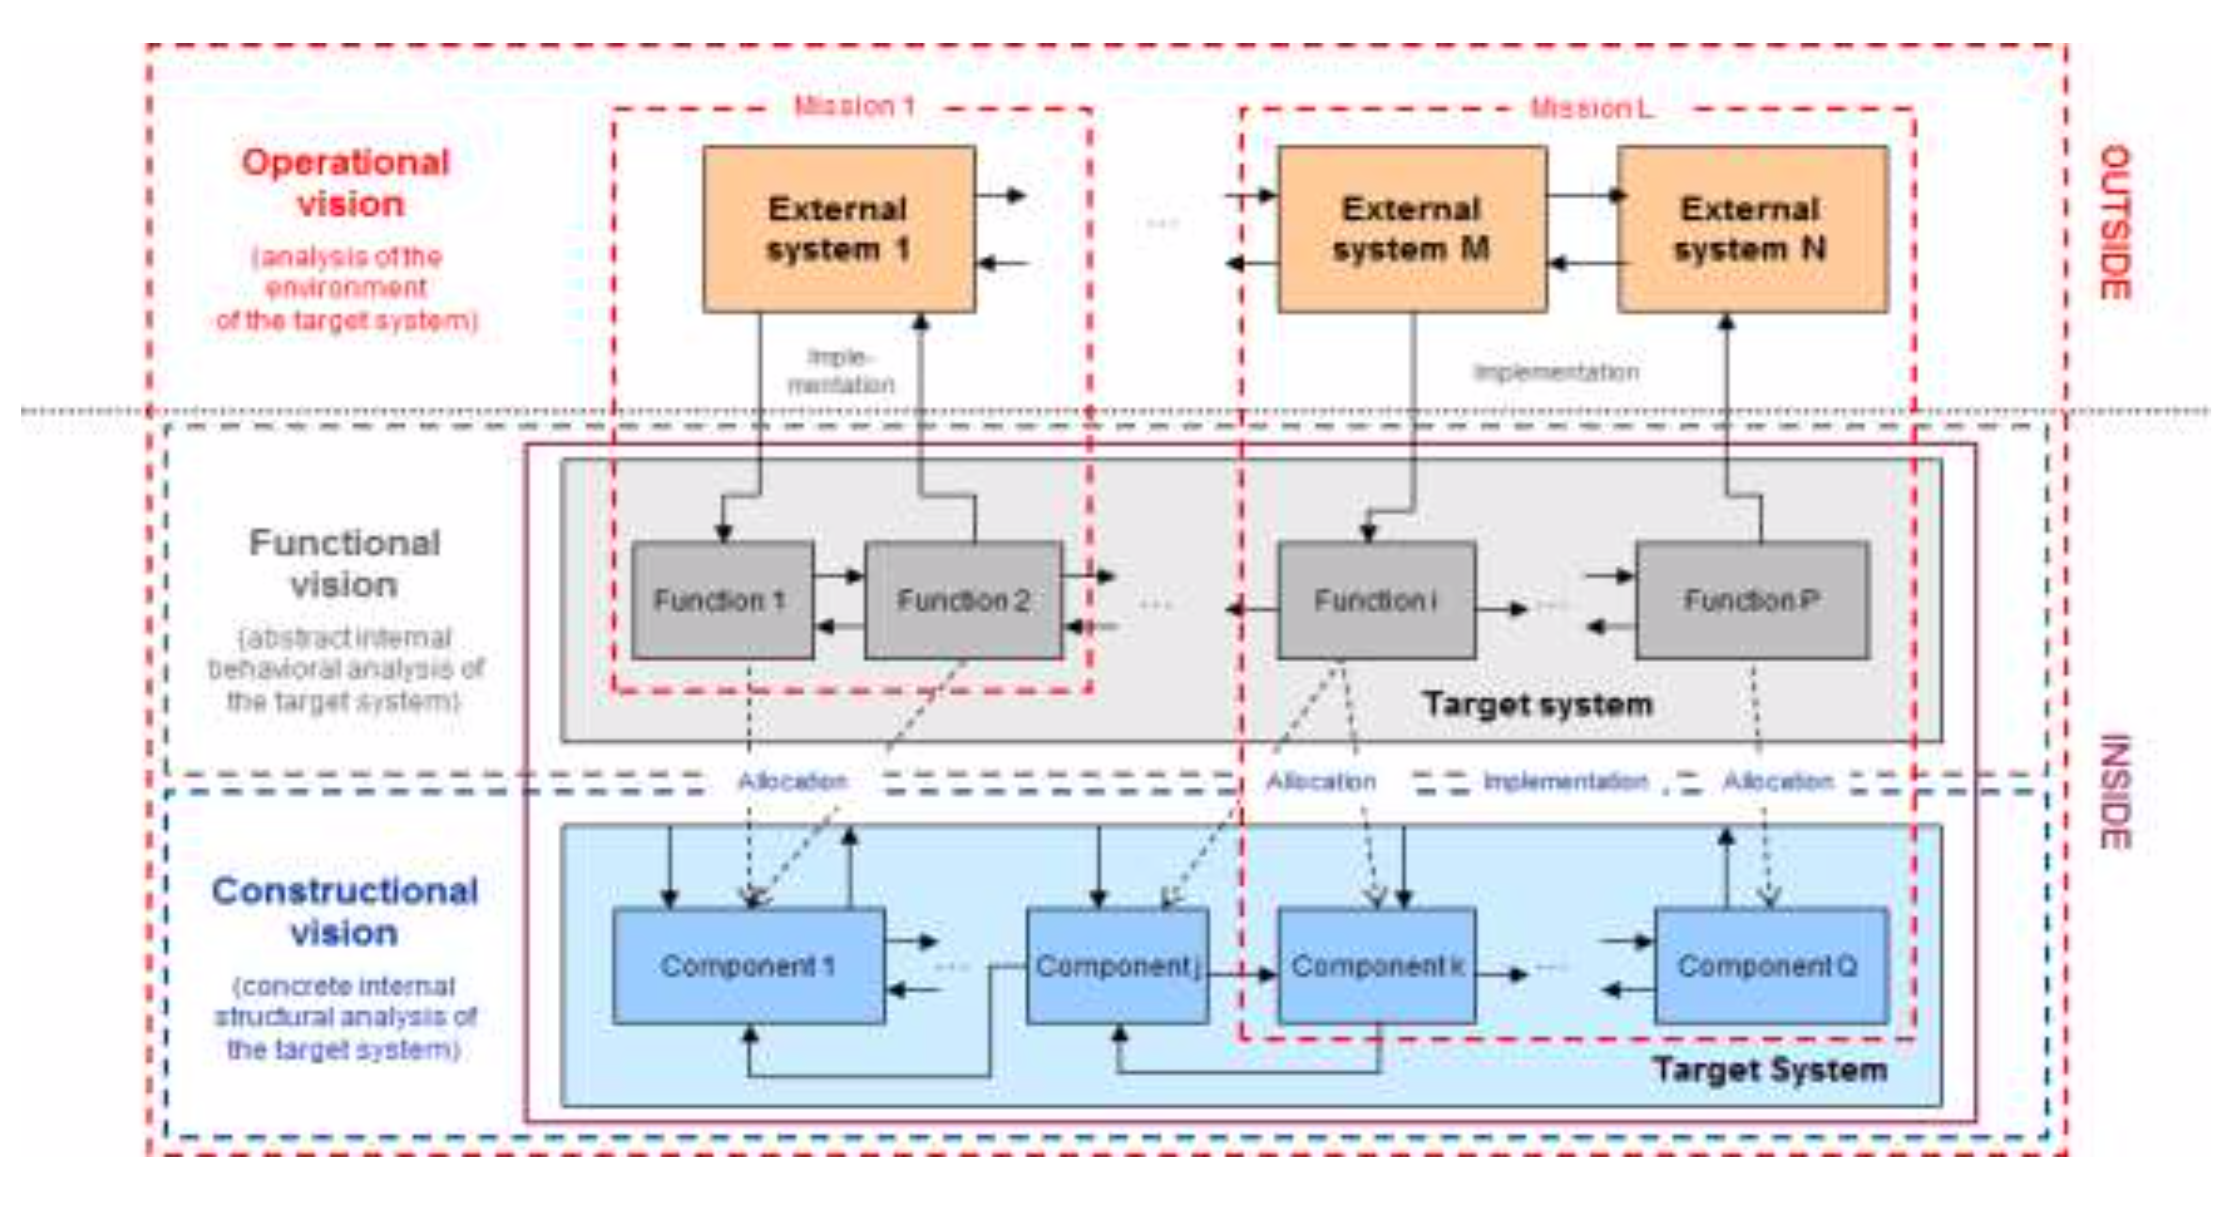 Mission 1
Mission L
Operational
vision
(analysis of the
environment
of the target system)
External
system 1
...
External
system M
External
system N
OUTSIDE
Imple-
mentation
Implementation
Functional
vision
(abstract internal
behavioral analysis of
the target system)
Function 1
Function 2
...
Function i
...
Function P
Target system
INSIDE
Allocation
Allocation
Implementation
Allocation
Constructional
vision
(concrete internal
structural analysis of
the target system)
Component 1
...
Component j
Component k
...
Component Q
Target System